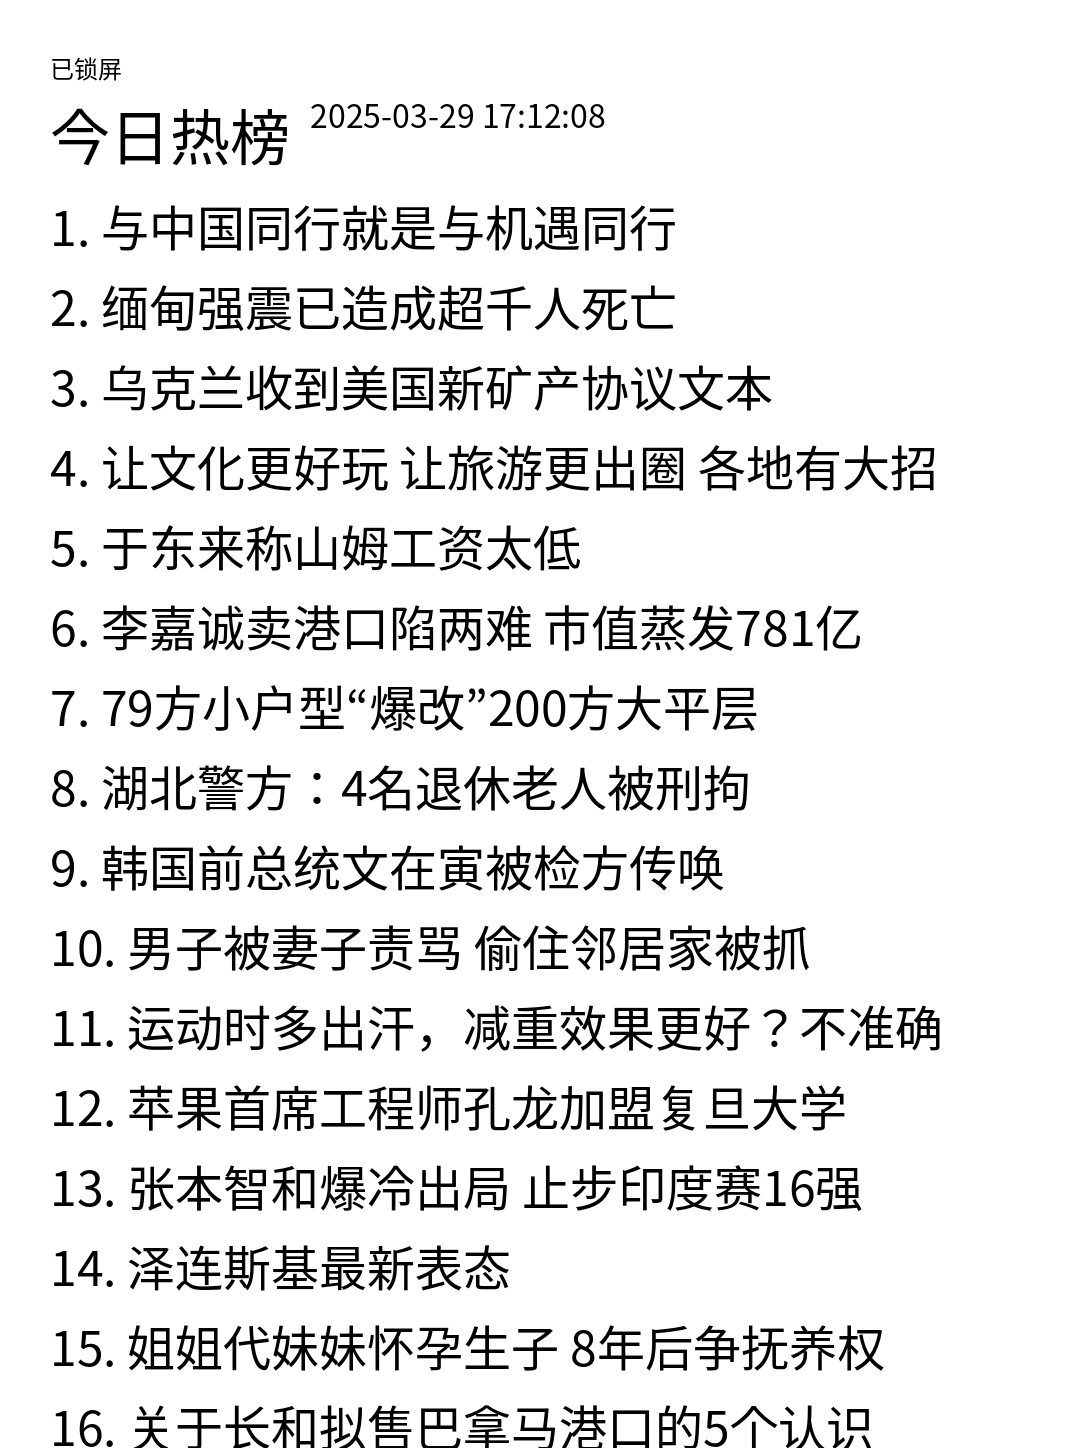 已锁屏
今日热榜 2025-03-29 17:12:08
1. 与中国同行就是与机遇同行
2. 缅甸强震已造成超千人死亡
3. 乌克兰收到美国新矿产协议文本
4. 让文化更好玩 让旅游更出圈 各地有大招
5. 于东来称山姆工资太低
6. 李嘉诚卖港口陷两难 市值蒸发781亿
7. 79方小户型“爆改”200方大平层
8. 湖北警方：4名退休老人被刑拘
9. 韩国前总统文在寅被检方传唤
10. 男子被妻子责骂 偷住邻居家被抓
11. 运动时多出汗，减重效果更好？不准确
12. 苹果首席工程师孔龙加盟复旦大学
13. 张本智和爆冷出局 止步印度赛16强
14. 泽连斯基最新表态
15. 姐姐代妹妹怀孕生子 8年后争抚养权
16. 关于长和拟售巴拿马港口的5个认识